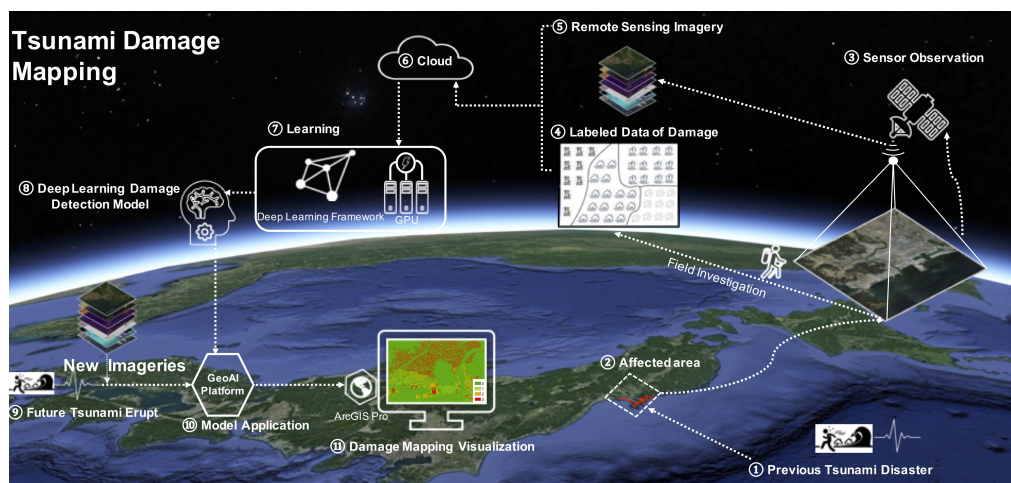 Tsunami Damage
Mapping
⑤ Remote Sensing Imagery
⑥ Cloud
③ Sensor Observation
⑦ Learning
④ Labeled Data of Damage
⑧ Deep Learning Damage
Detection Model
Deep Learning Framework
GPU
Field Investigation
New Imageries
② Affected area
GeoAI
Platform
⑨ Future Tsunami Erupt
ArcGIS Pro
⑩ Model Application
⑪ Damage Mapping Visualization
① Previous Tsunami Disaster